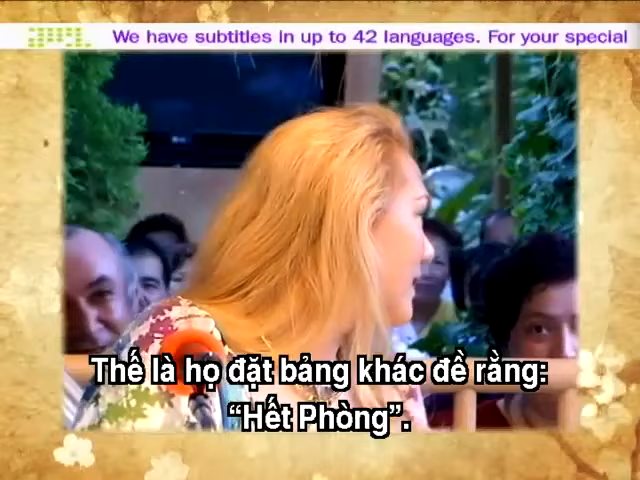 We have subtitles in up to 42 languages. For your special
Thế là họ đặt bảng khác đề rằng:
“Hết Phòng”.